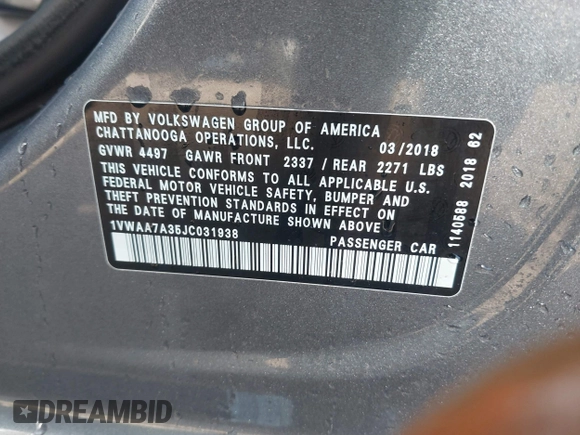 MFD BY VOLKSWAGEN GROUP OF AMERICA
CHATTANOOGA OPERATIONS, LLC. 03/2018
GVWR 4497 GAWR FRONT 2337 / REAR 2271 LBS
THIS VEHICLE CONFORMS TO ALL APPLICABLE U.S.
FEDERAL MOTOR VEHICLE SAFETY, BUMPER AND
THEFT PREVENTION STANDARDS IN EFFECT ON
THE DATE OF MANUFACTURE SHOWN ABOVE
1VWAA7A35JC031938 PASSENGER CAR
1140688 2018 62
DREAMBID